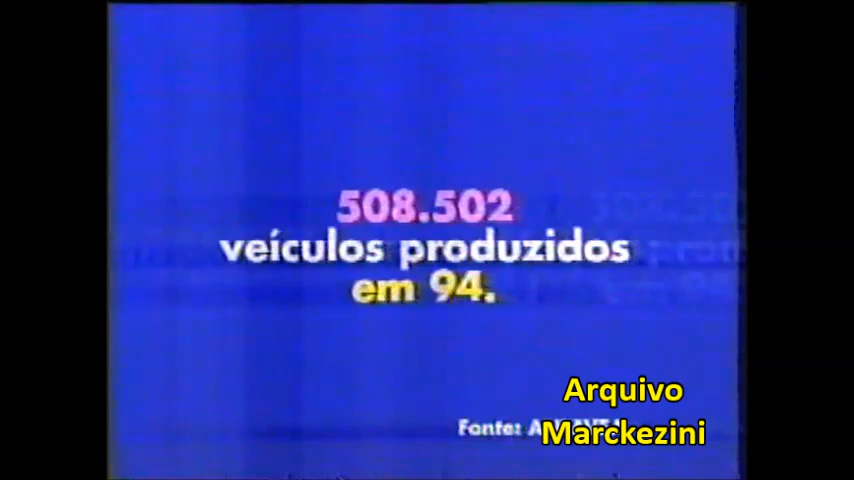 508.502
veículos produzidos
em 94.
Arquivo
Fonte:
Marckezini